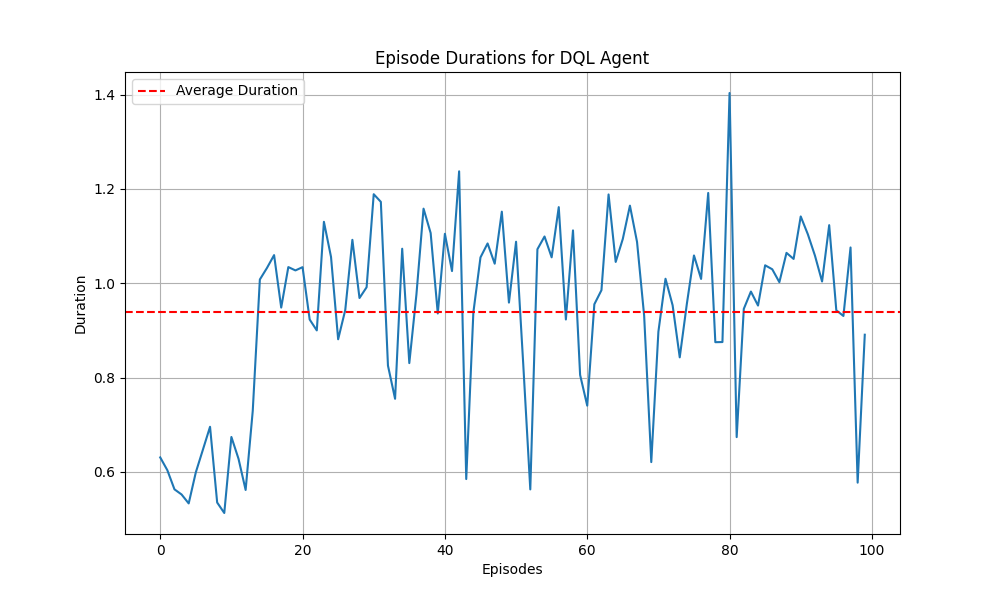 Episode Durations for DQL Agent
Average Duration
1.4
1.2
1.0
0.8
0.6
Duration
0 20 40 60 80 100
Episodes